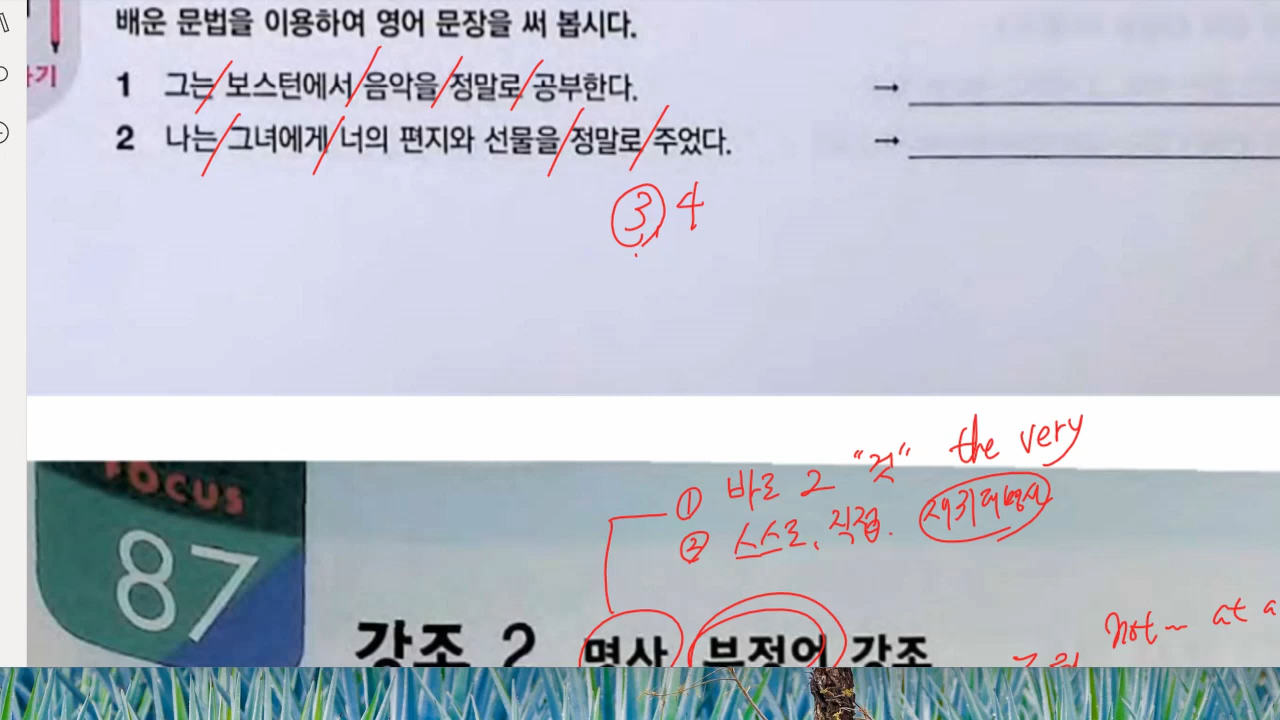 배운 문법을 이용하여 영어 문장을 써 봅시다.
1 그는 / 보스턴에서 / 음악을 / 정말로 / 공부한다. →
2 나는 / 그녀에게 / 너의 편지와 선물을 / 정말로 / 주었다. →
③ 4
① 바로 그 "것" the very
② 스스로, 직접. 재귀대명사
FOCUS
87
not ~ at a
강조 2 명사 부정어 강조